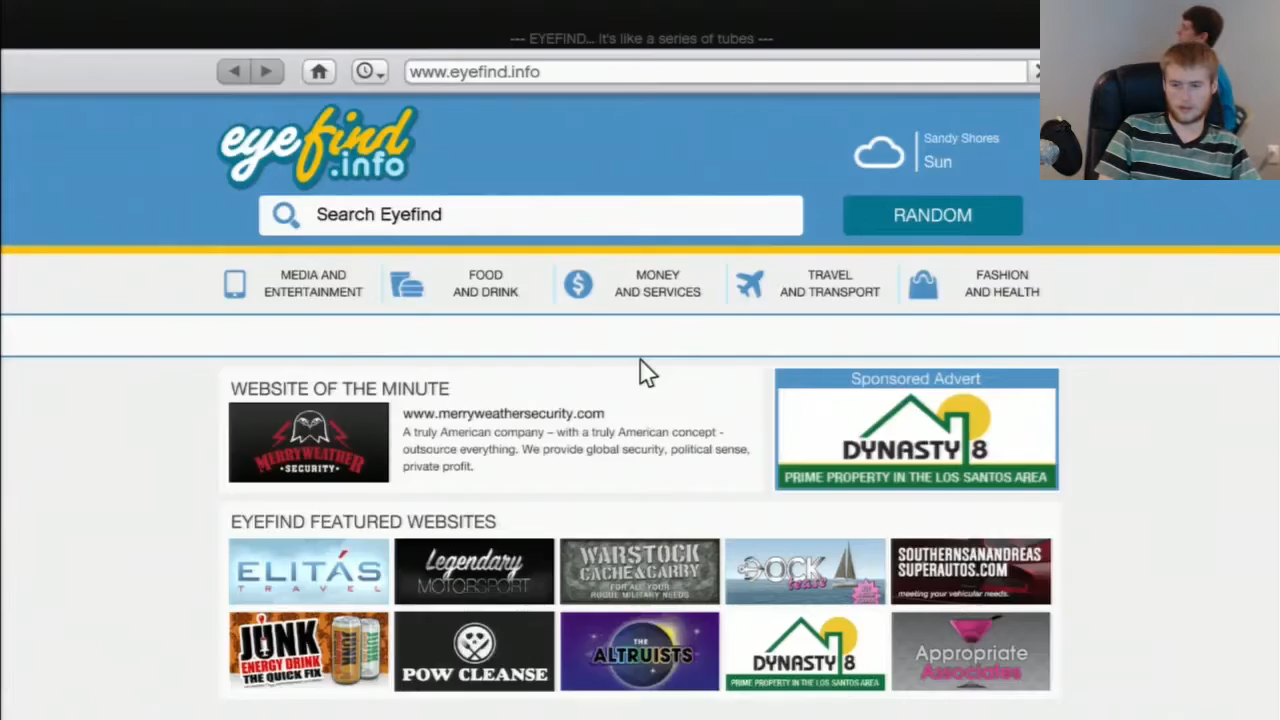 --- EYEFIND... It's like a series of tubes ---
www.eyefind.info
eyefind
.info
Sandy Shores
Sun
Search Eyefind
RANDOM
MEDIA AND
ENTERTAINMENT
FOOD
AND DRINK
MONEY
AND SERVICES
TRAVEL
AND TRANSPORT
FASHION
AND HEALTH
WEBSITE OF THE MINUTE
MERRYWEATHER
SECURITY
www.merryweathersecurity.com
A truly American company – with a truly American concept -
outsource everything. We provide global security, political sense,
private profit.
Sponsored Advert
DYNASTY 8
PRIME PROPERTY IN THE LOS SANTOS AREA
EYEFIND FEATURED WEBSITES
ELITÁS
TRAVEL
Legendary
MOTORSPORT
WARSTOCK
CACHE & CARRY
FOR ALL YOUR
ROGUE MILITARY NEEDS
DOCK
tease
SOUTHERNSANANDREAS
SUPERAUTOS.COM
meeting your vehicular needs.
JUNK
ENERGY DRINK
THE QUICK FIX
POW CLEANSE
THE
ALTRUISTS
DYNASTY 8
PRIME PROPERTY IN THE LOS SANTOS AREA
Appropriate
Associates